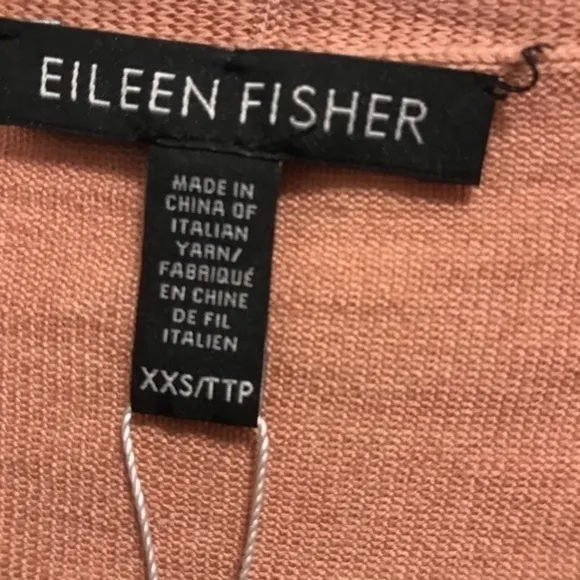 EILEEN FISHER
MADE IN
CHINA OF
ITALIAN
YARN/
FABRIQUÉ
EN CHINE
DE FIL
ITALIEN
XXS/TTP